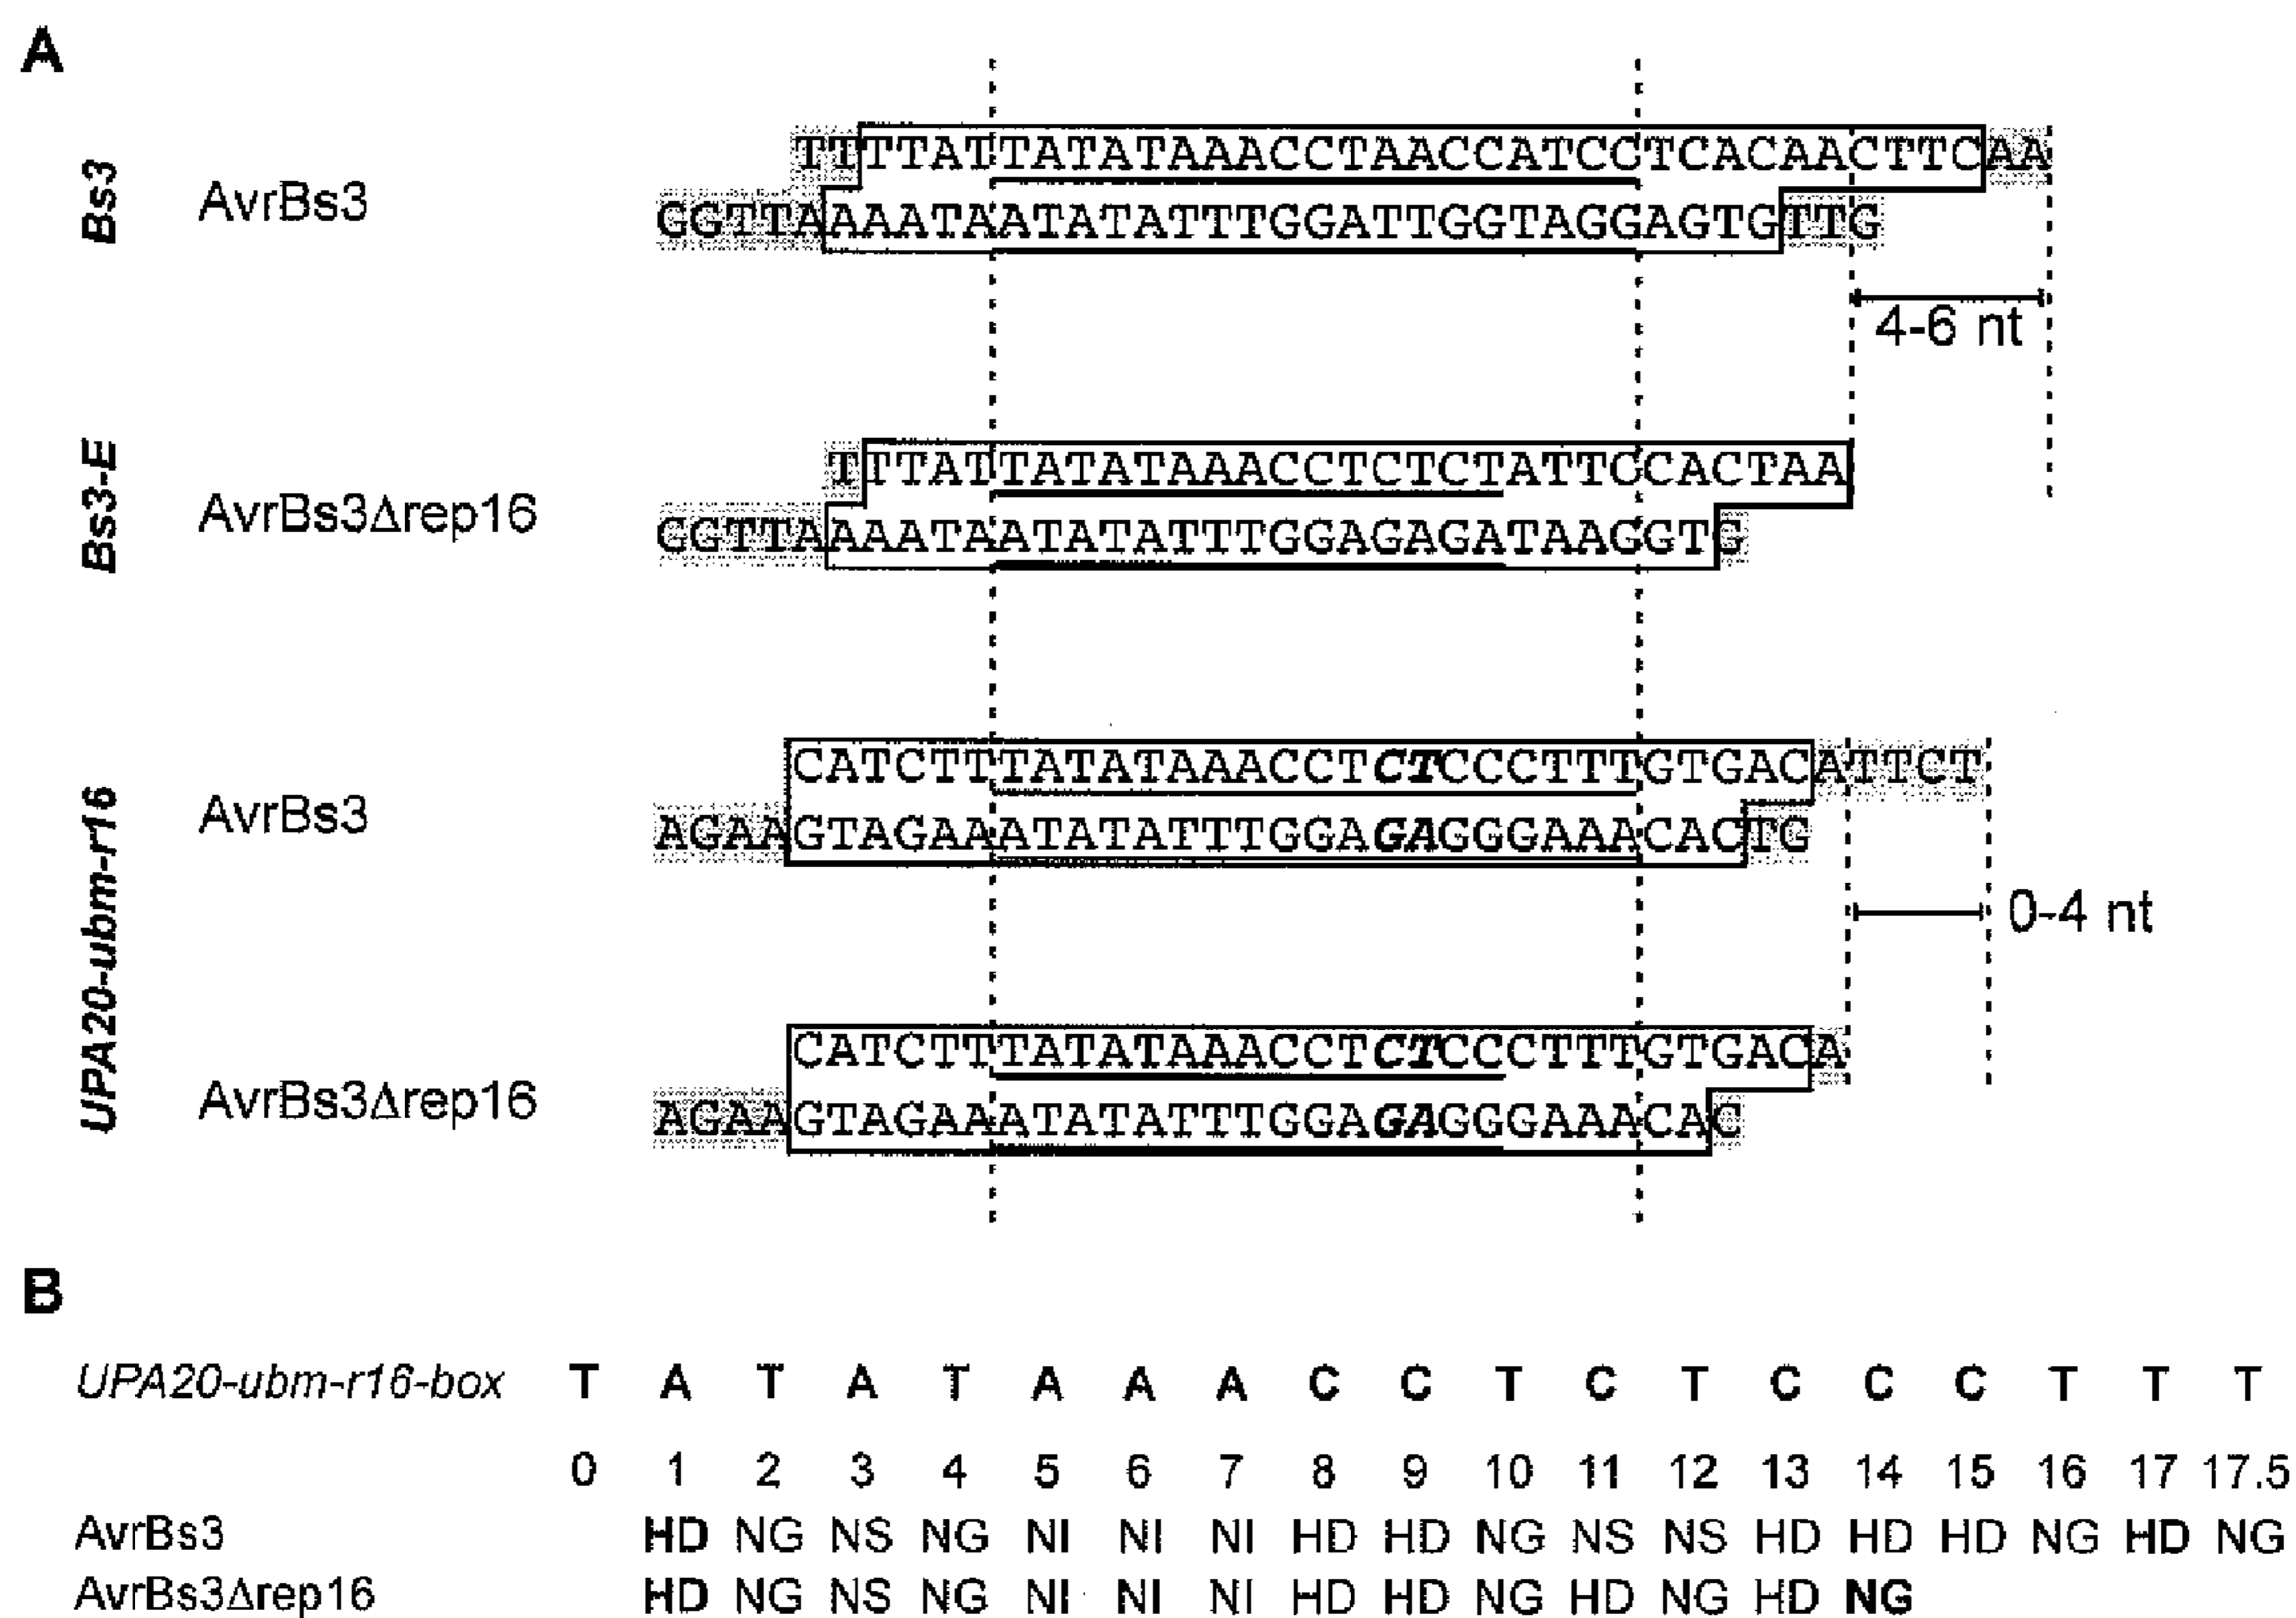 A
Bs3
AvrBs3
TTTTATTATATAAACCTAACCATCCTCACAACTTCAA
GGTTAAAATAATATATTTGGATTGGTAGGAGTGTTG
4-6 nt
Bs3-E
AvrBs3Δrep16
TTTATTATATAAACCTCTCTATTCCACTAA
GGTTAAAATAATATATTTGGAGAGATAAGGTG
UPA20-ubm-r16
AvrBs3
CATCTTTATATAAACCTCTCCCTTTGTGACATTCT
AGAAGTAGAAATATATTTGGAGAGGGAAACACTG
0-4 nt
AvrBs3Δrep16
CATCTTTATATAAACCTCTCCCTTTGTGACA
AGAAGTAGAAATATATTTGGAGAGGGAAACAC
B
UPA20-ubm-r16-box T A T A T A A A C C T C T C C C T T T
0 1 2 3 4 5 6 7 8 9 10 11 12 13 14 15 16 17 17.5
AvrBs3 HD NG NS NG NI NI NI HD HD NG NS NS HD HD HD NG HD NG
AvrBs3Δrep16 HD NG NS NG NI NI NI HD HD NG HD NG HD NG